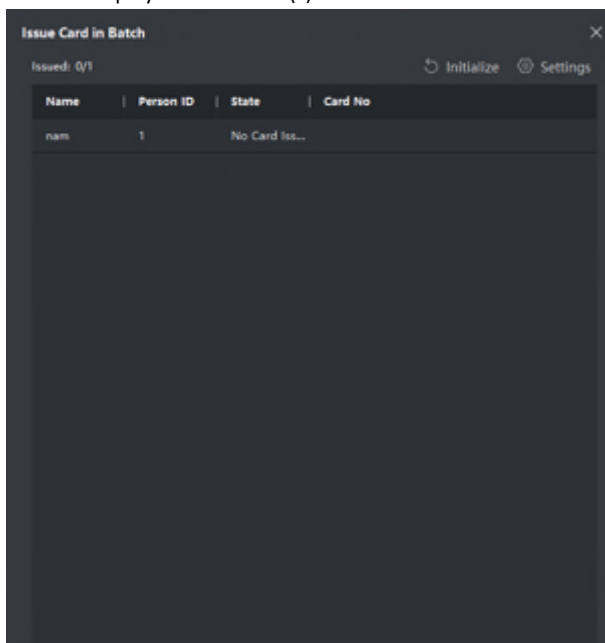 Issue Card in Batch
Issued: 0/1 Initialize Settings
Name | Person ID | State | Card No
nam 1 No Card Iss...